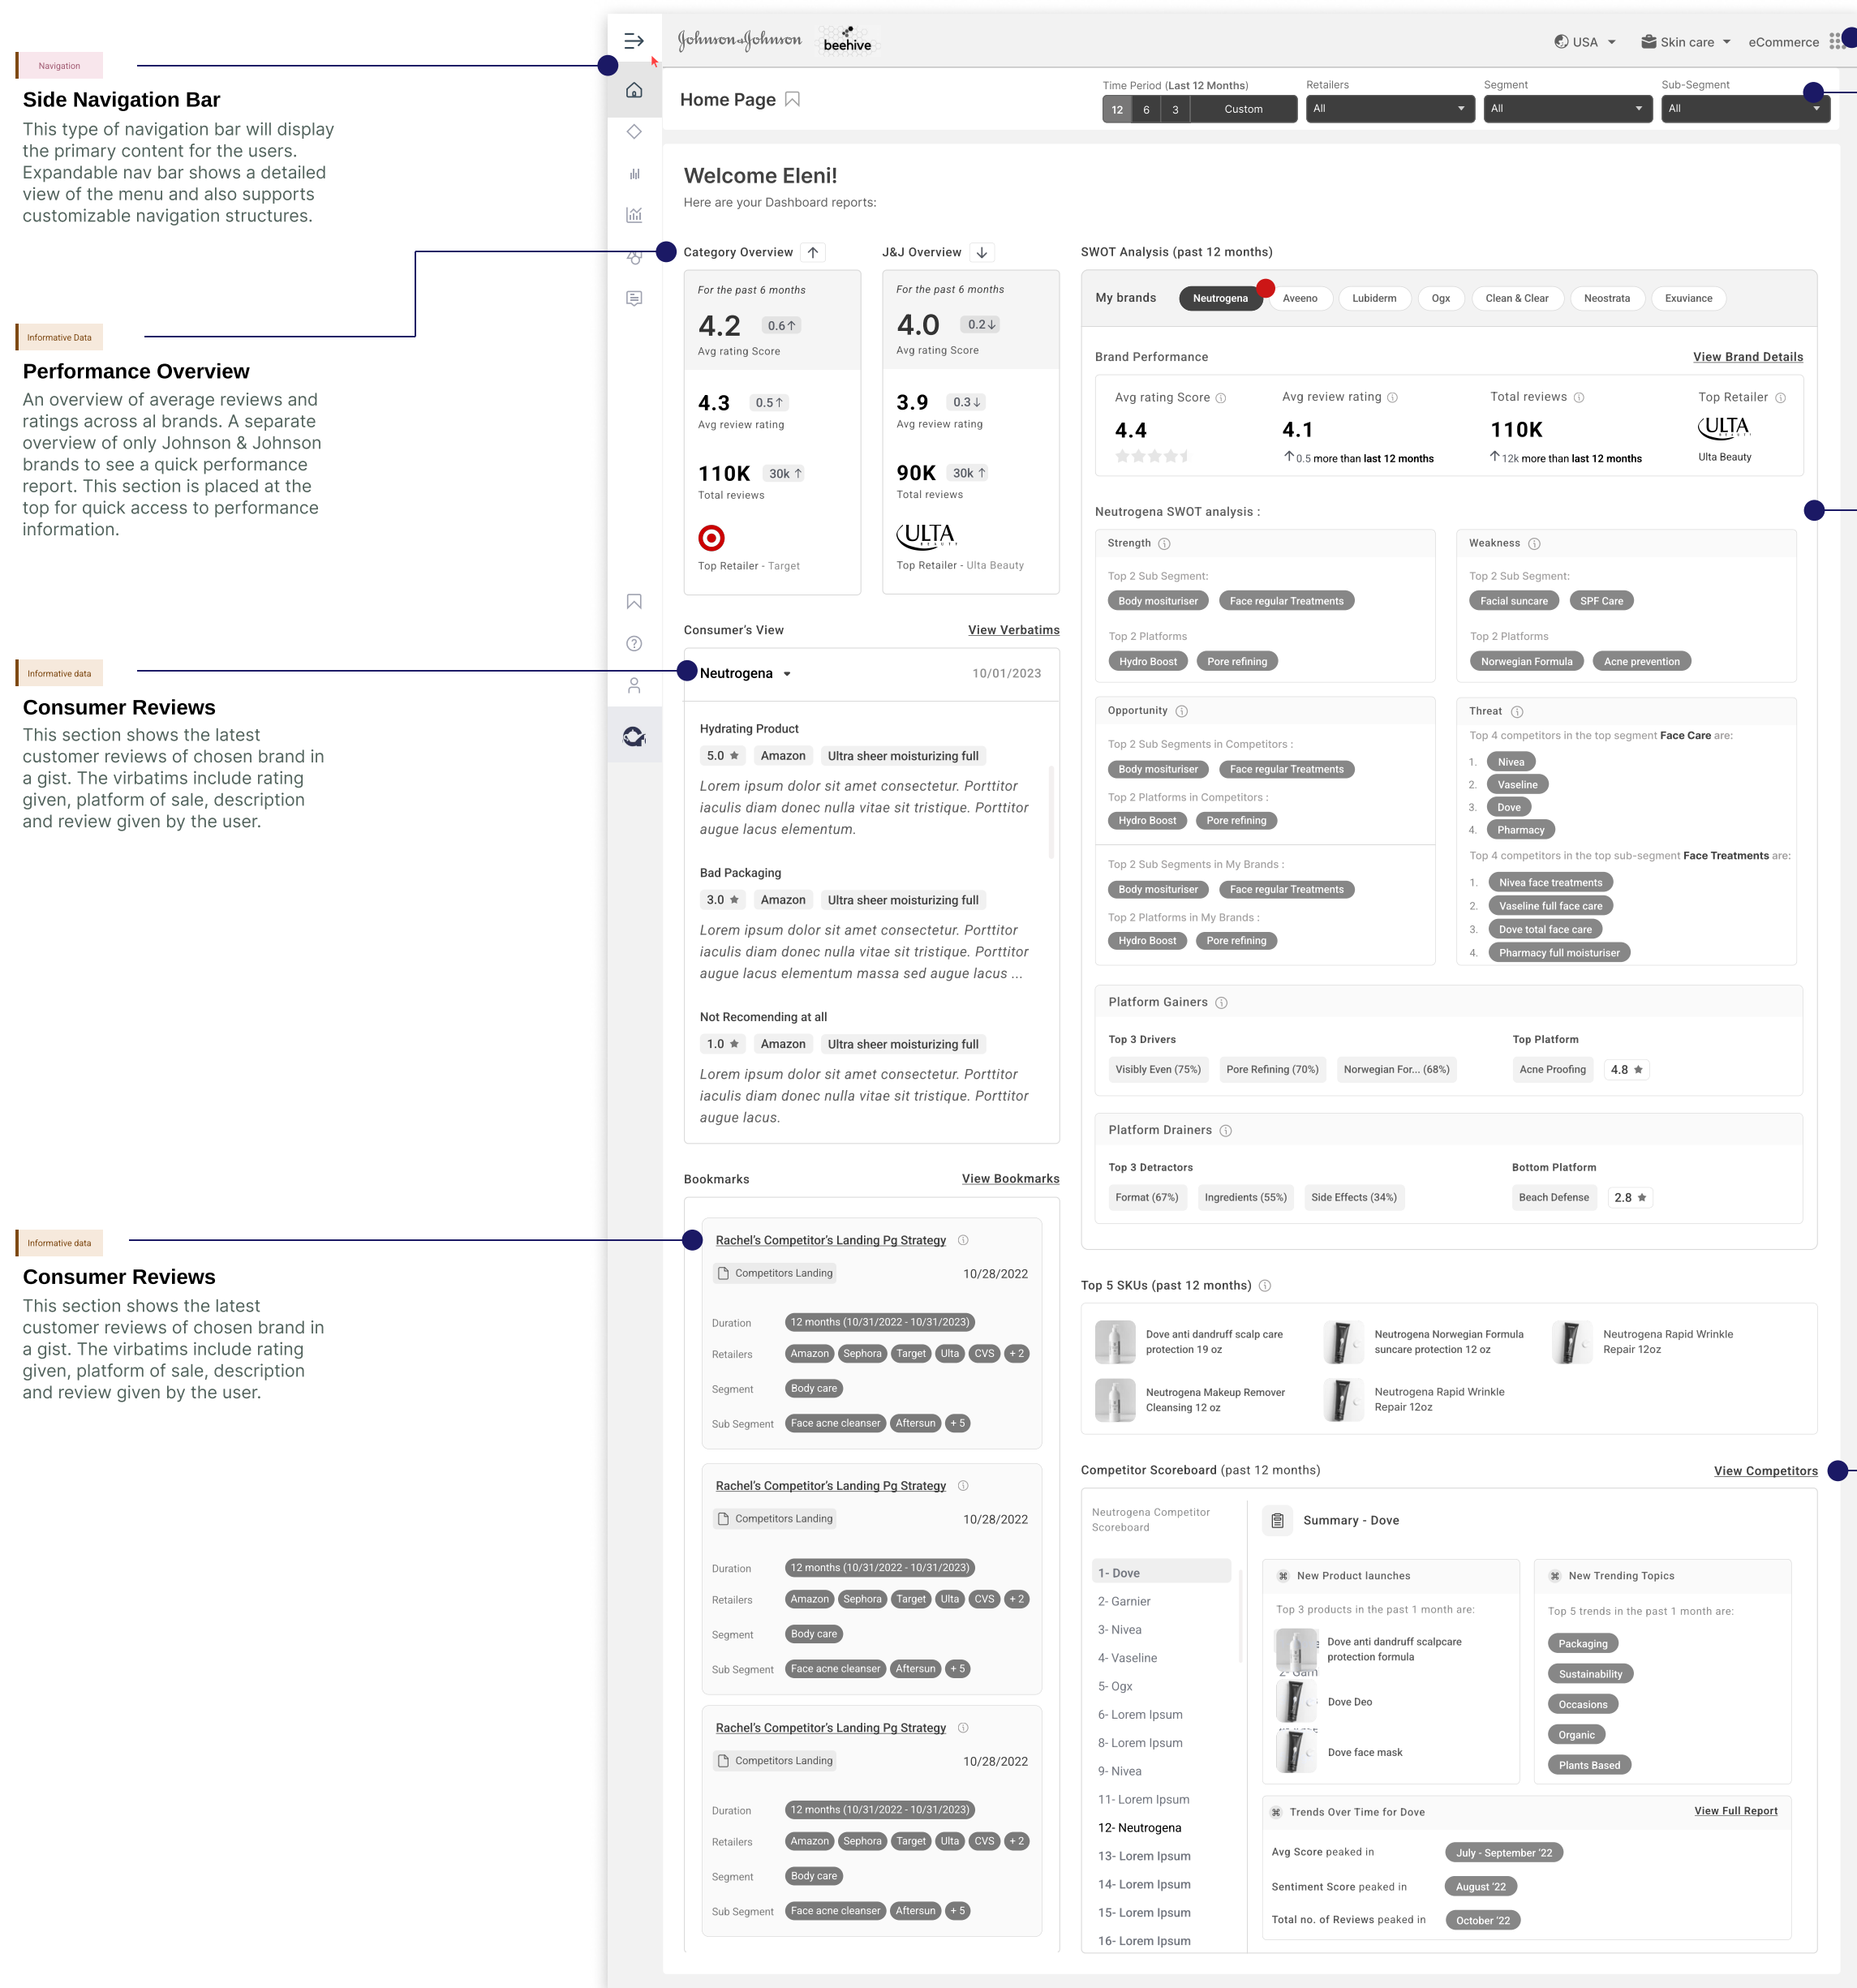 Navigation
Side Navigation Bar
This type of navigation bar will display
the primary content for the users.
Expandable nav bar shows a detailed
view of the menu and also supports
customizable navigation structures.
Informative Data
Performance Overview
An overview of average reviews and
ratings across al brands. A separate
overview of only Johnson & Johnson
brands to see a quick performance
report. This section is placed at the
top for quick access to performance
information.
Informative data
Consumer Reviews
This section shows the latest
customer reviews of chosen brand in
a gist. The virbatims include rating
given, platform of sale, description
and review given by the user.
Informative data
Consumer Reviews
This section shows the latest
customer reviews of chosen brand in
a gist. The virbatims include rating
given, platform of sale, description
and review given by the user.
Johnson & Johnson
beehive
USA
Skin care
eCommerce
Home Page
Time Period (Last 12 Months)
12 6 3 Custom
Retailers
All
Segment
All
Sub-Segment
All
Welcome Eleni!
Here are your Dashboard reports:
Category Overview
For the past 6 months
4.2 0.6↑
Avg rating Score
4.3 0.5↑
Avg review rating
110K 30k ↑
Total reviews
Top Retailer - Target
J&J Overview
For the past 6 months
4.0 0.2↓
Avg rating Score
3.9 0.3↓
Avg review rating
90K 30k ↑
Total reviews
ULTA
BEAUTY
Top Retailer - Ulta Beauty
Consumer's View
View Verbatims
Neutrogena
10/01/2023
Hydrating Product
5.0 ★ Amazon Ultra sheer moisturizing full
Lorem ipsum dolor sit amet consectetur. Porttitor
iaculis diam donec nulla vitae sit tristique. Porttitor
augue lacus elementum.
Bad Packaging
3.0 ★ Amazon Ultra sheer moisturizing full
Lorem ipsum dolor sit amet consectetur. Porttitor
iaculis diam donec nulla vitae sit tristique. Porttitor
augue lacus elementum massa sed augue lacus ...
Not Recomending at all
1.0 ★ Amazon Ultra sheer moisturizing full
Lorem ipsum dolor sit amet consectetur. Porttitor
iaculis diam donec nulla vitae sit tristique. Porttitor
augue lacus.
Bookmarks
View Bookmarks
Rachel's Competitor's Landing Pg Strategy
Competitors Landing
10/28/2022
Duration 12 months (10/31/2022 - 10/31/2023)
Retailers Amazon Sephora Target Ulta CVS + 2
Segment Body care
Sub Segment Face acne cleanser Aftersun + 5
Rachel's Competitor's Landing Pg Strategy
Competitors Landing
10/28/2022
Duration 12 months (10/31/2022 - 10/31/2023)
Retailers Amazon Sephora Target Ulta CVS + 2
Segment Body care
Sub Segment Face acne cleanser Aftersun + 5
Rachel's Competitor's Landing Pg Strategy
Competitors Landing
10/28/2022
Duration 12 months (10/31/2022 - 10/31/2023)
Retailers Amazon Sephora Target Ulta CVS + 2
Segment Body care
Sub Segment Face acne cleanser Aftersun + 5
SWOT Analysis (past 12 months)
My brands Neutrogena Aveeno Lubiderm Ogx Clean & Clear Neostrata Exuviance
Brand Performance
View Brand Details
Avg rating Score
4.4
Avg review rating
4.1
↑ 0.5 more than last 12 months
Total reviews
110K
↑ 12k more than last 12 months
Top Retailer
ULTA
BEAUTY
Ulta Beauty
Neutrogena SWOT analysis :
Strength
Top 2 Sub Segment:
Body mosituriser Face regular Treatments
Top 2 Platforms
Hydro Boost Pore refining
Weakness
Top 2 Sub Segment:
Facial suncare SPF Care
Top 2 Platforms
Norwegian Formula Acne prevention
Opportunity
Top 2 Sub Segments in Competitors :
Body mosituriser Face regular Treatments
Top 2 Platforms in Competitors :
Hydro Boost Pore refining
Top 2 Sub Segments in My Brands :
Body mosituriser Face regular Treatments
Top 2 Platforms in My Brands :
Hydro Boost Pore refining
Threat
Top 4 competitors in the top segment Face Care are:
1. Nivea
2. Vaseline
3. Dove
4. Pharmacy
Top 4 competitors in the top sub-segment Face Treatments are:
1. Nivea face treatments
2. Vaseline full face care
3. Dove total face care
4. Pharmacy full moisturiser
Platform Gainers
Top 3 Drivers
Visibly Even (75%) Pore Refining (70%) Norwegian For... (68%)
Top Platform
Acne Proofing 4.8 ★
Platform Drainers
Top 3 Detractors
Format (67%) Ingredients (55%) Side Effects (34%)
Bottom Platform
Beach Defense 2.8 ★
Top 5 SKUs (past 12 months)
Dove anti dandruff scalp care
protection 19 oz
Neutrogena Norwegian Formula
suncare protection 12 oz
Neutrogena Rapid Wrinkle
Repair 12oz
Neutrogena Makeup Remover
Cleansing 12 oz
Neutrogena Rapid Wrinkle
Repair 12oz
Competitor Scoreboard (past 12 months)
View Competitors
Neutrogena Competitor
Scoreboard
1- Dove
2- Garnier
3- Nivea
4- Vaseline
5- Ogx
6- Lorem Ipsum
8- Lorem Ipsum
9- Nivea
11- Lorem Ipsum
12- Neutrogena
13- Lorem Ipsum
14- Lorem Ipsum
15- Lorem Ipsum
16- Lorem Ipsum
Summary - Dove
New Product launches
Top 3 products in the past 1 month are:
Dove anti dandruff scalpcare
protection formula
Dove Deo
Dove face mask
New Trending Topics
Top 5 trends in the past 1 month are:
Packaging
Sustainability
Occasions
Organic
Plants Based
Trends Over Time for Dove
View Full Report
Avg Score peaked in July - September '22
Sentiment Score peaked in August '22
Total no. of Reviews peaked in October '22